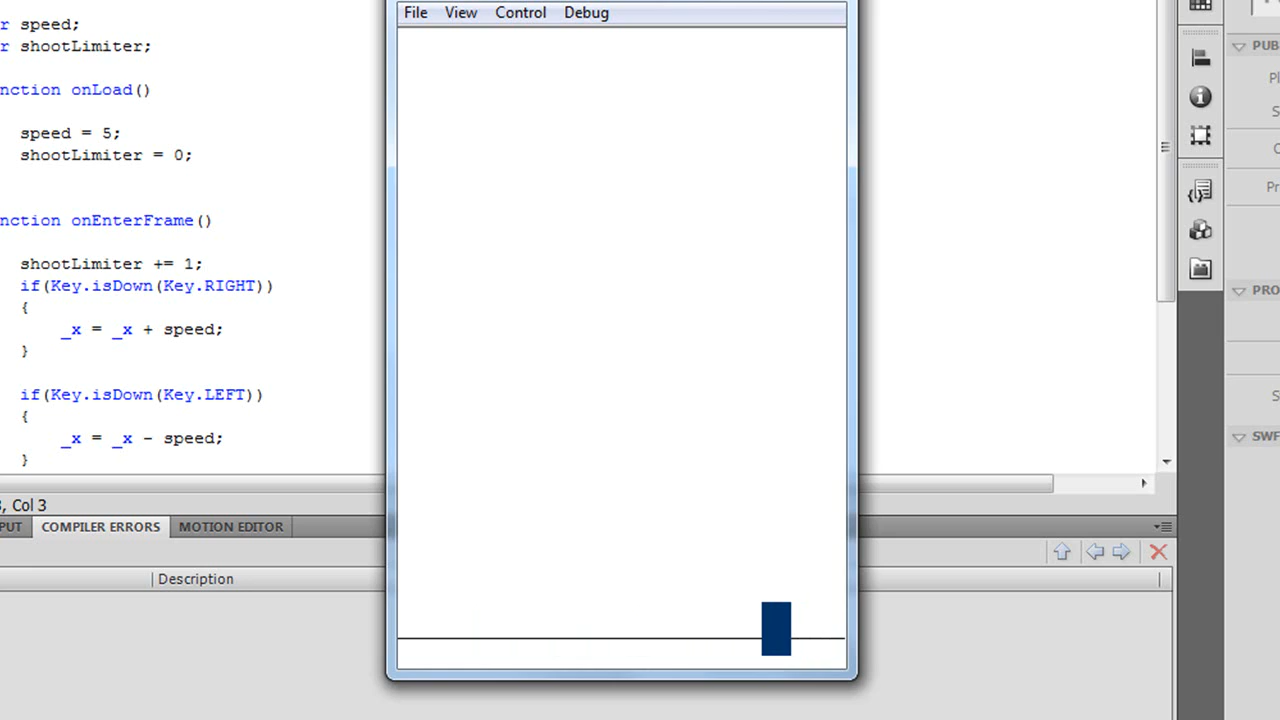 File View Control Debug
r speed;
r shootLimiter;
nction onLoad()
speed = 5;
shootLimiter = 0;
nction onEnterFrame()
shootLimiter += 1;
if(Key.isDown(Key.RIGHT))
{
_x = _x + speed;
}
if(Key.isDown(Key.LEFT))
{
_x = _x - speed;
}
, Col 3
PUT COMPILER ERRORS MOTION EDITOR
Description
PUB
Pl
S
C
Pr
PRO
S
SWF